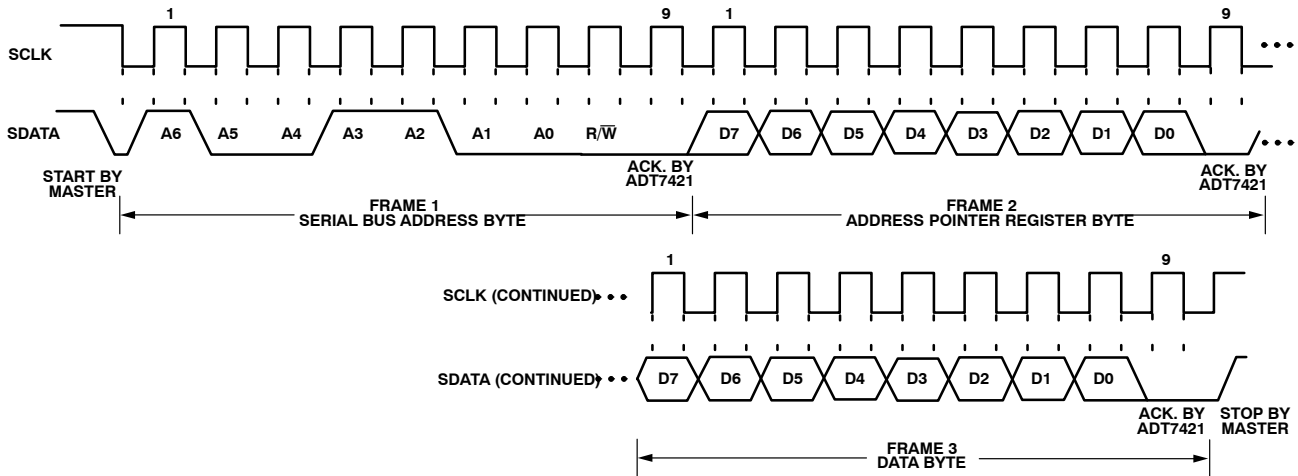 1 9 1 9
SCLK
SDATA A6 A5 A4 A3 A2 A1 A0 R/W̅ D7 D6 D5 D4 D3 D2 D1 D0
START BY
MASTER
ACK. BY
ADT7421
ACK. BY
ADT7421
FRAME 1
SERIAL BUS ADDRESS BYTE
FRAME 2
ADDRESS POINTER REGISTER BYTE
1 9
SCLK (CONTINUED)
SDATA (CONTINUED) D7 D6 D5 D4 D3 D2 D1 D0
ACK. BY
ADT7421
STOP BY
MASTER
FRAME 3
DATA BYTE